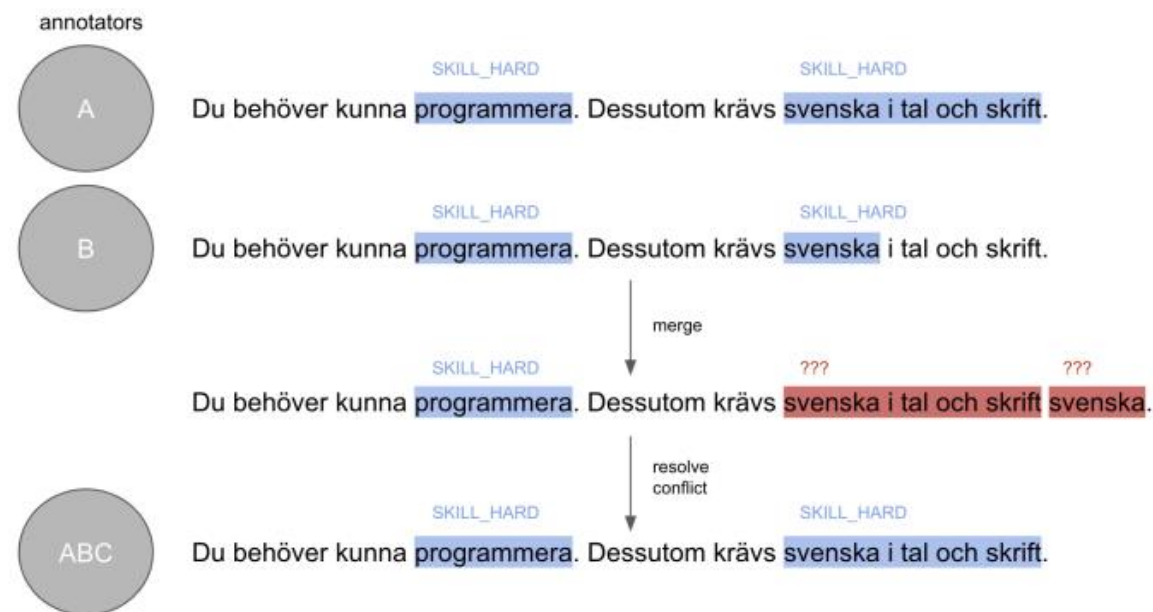 annotators
SKILL_HARD SKILL_HARD
A Du behöver kunna programmera. Dessutom krävs svenska i tal och skrift.
SKILL_HARD SKILL_HARD
B Du behöver kunna programmera. Dessutom krävs svenska i tal och skrift.
merge
SKILL_HARD ??? ???
Du behöver kunna programmera. Dessutom krävs svenska i tal och skrift svenska.
resolve
conflict
SKILL_HARD SKILL_HARD
ABC Du behöver kunna programmera. Dessutom krävs svenska i tal och skrift.